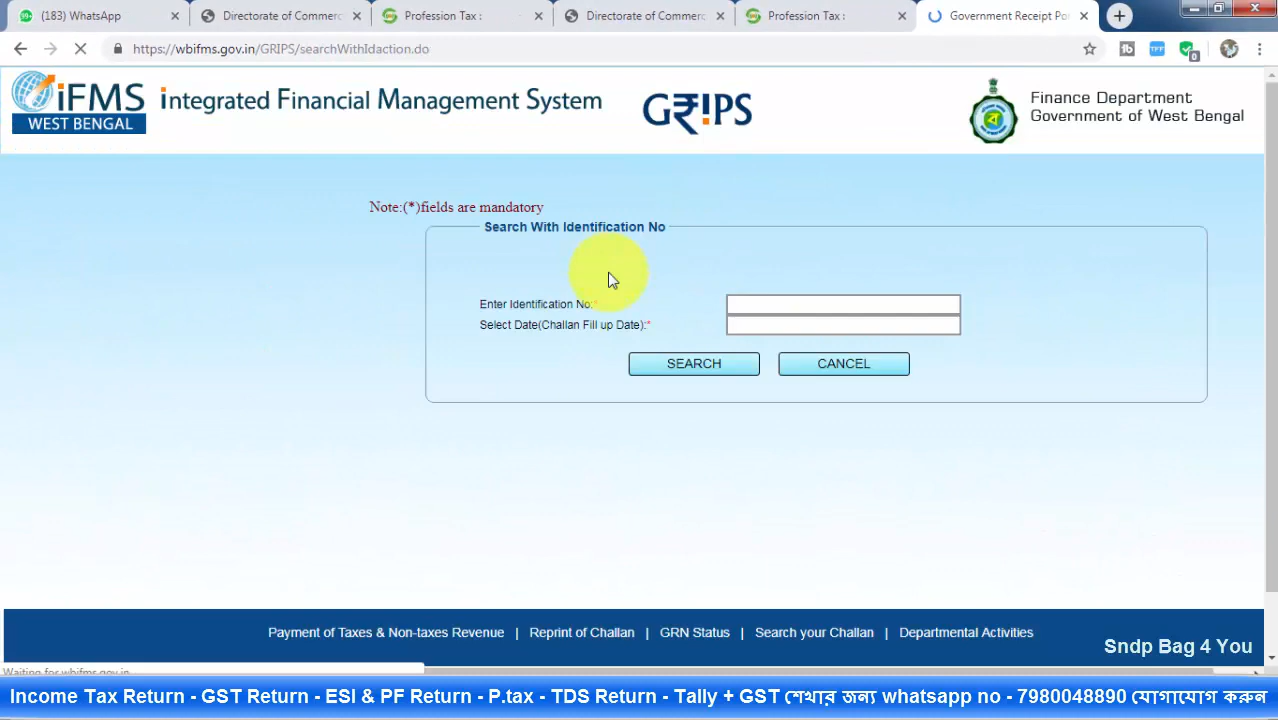 (183) WhatsApp
Directorate of Commerc
Profession Tax :
Directorate of Commerc
Profession Tax :
Government Receipt Por
https://wbifms.gov.in/GRIPS/searchWithIdaction.do
iFMS
WEST BENGAL
integrated Financial Management System
GR₹!PS
Finance Department
Government of West Bengal
Note:(*)fields are mandatory
Search With Identification No
Enter Identification No:*
Select Date(Challan Fill up Date):*
SEARCH CANCEL
Payment of Taxes & Non-taxes Revenue | Reprint of Challan | GRN Status | Search your Challan | Departmental Activities
Sndp Bag 4 You
Waiting for wbifms.gov.in...
Income Tax Return - GST Return - ESI & PF Return - P.tax - TDS Return - Tally + GST শেখার জন্য whatsapp no - 7980048890 যোগাযোগ করুন